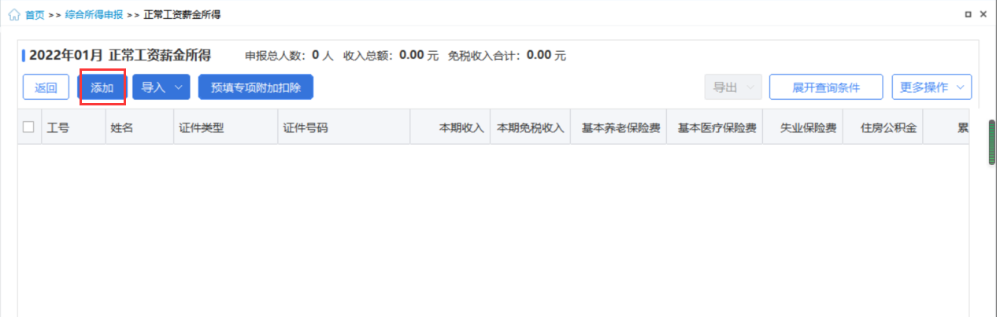 首页 >> 综合所得申报 >> 正常工资薪金所得
2022年01月 正常工资薪金所得 申报总人数：0 人 收入总额：0.00 元 免税收入合计：0.00 元
返回 添加 导入 预填专项附加扣除 导出 展开查询条件 更多操作
工号 姓名 证件类型 证件号码 本期收入 本期免税收入 基本养老保险费 基本医疗保险费 失业保险费 住房公积金 累